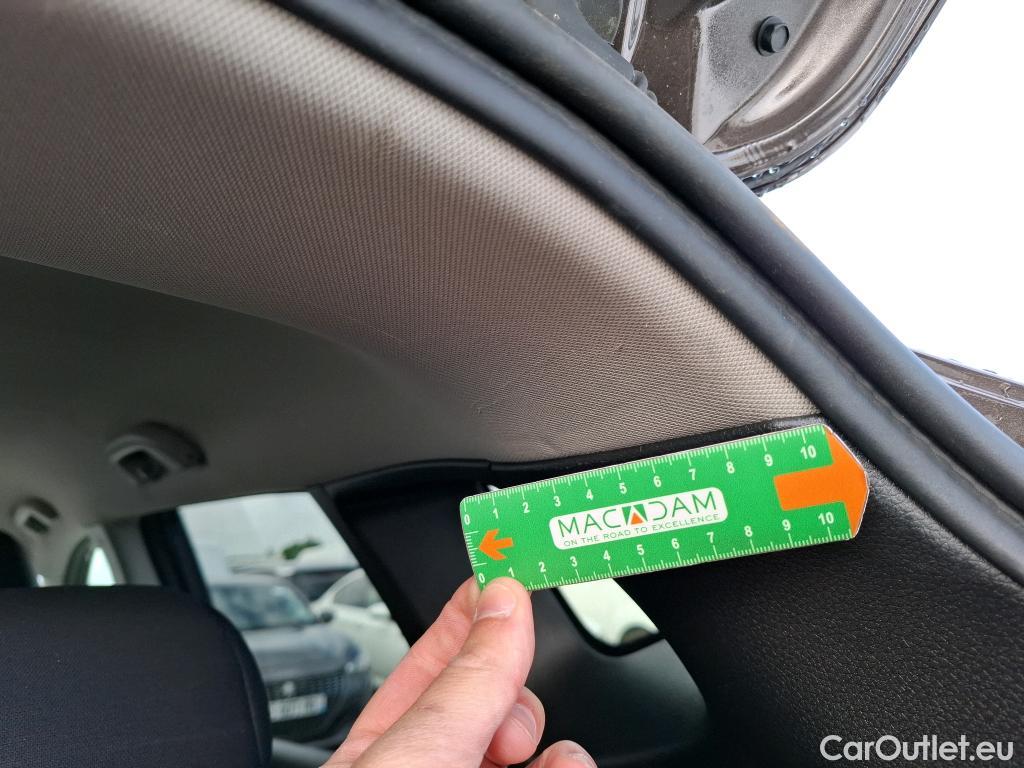 0 1 2 3 4 5 6 7 8 9 10
MACADAM
ON THE ROAD TO EXCELLENCE
0 1 2 3 4 5 6 7 8 9 10
CarOutlet.eu